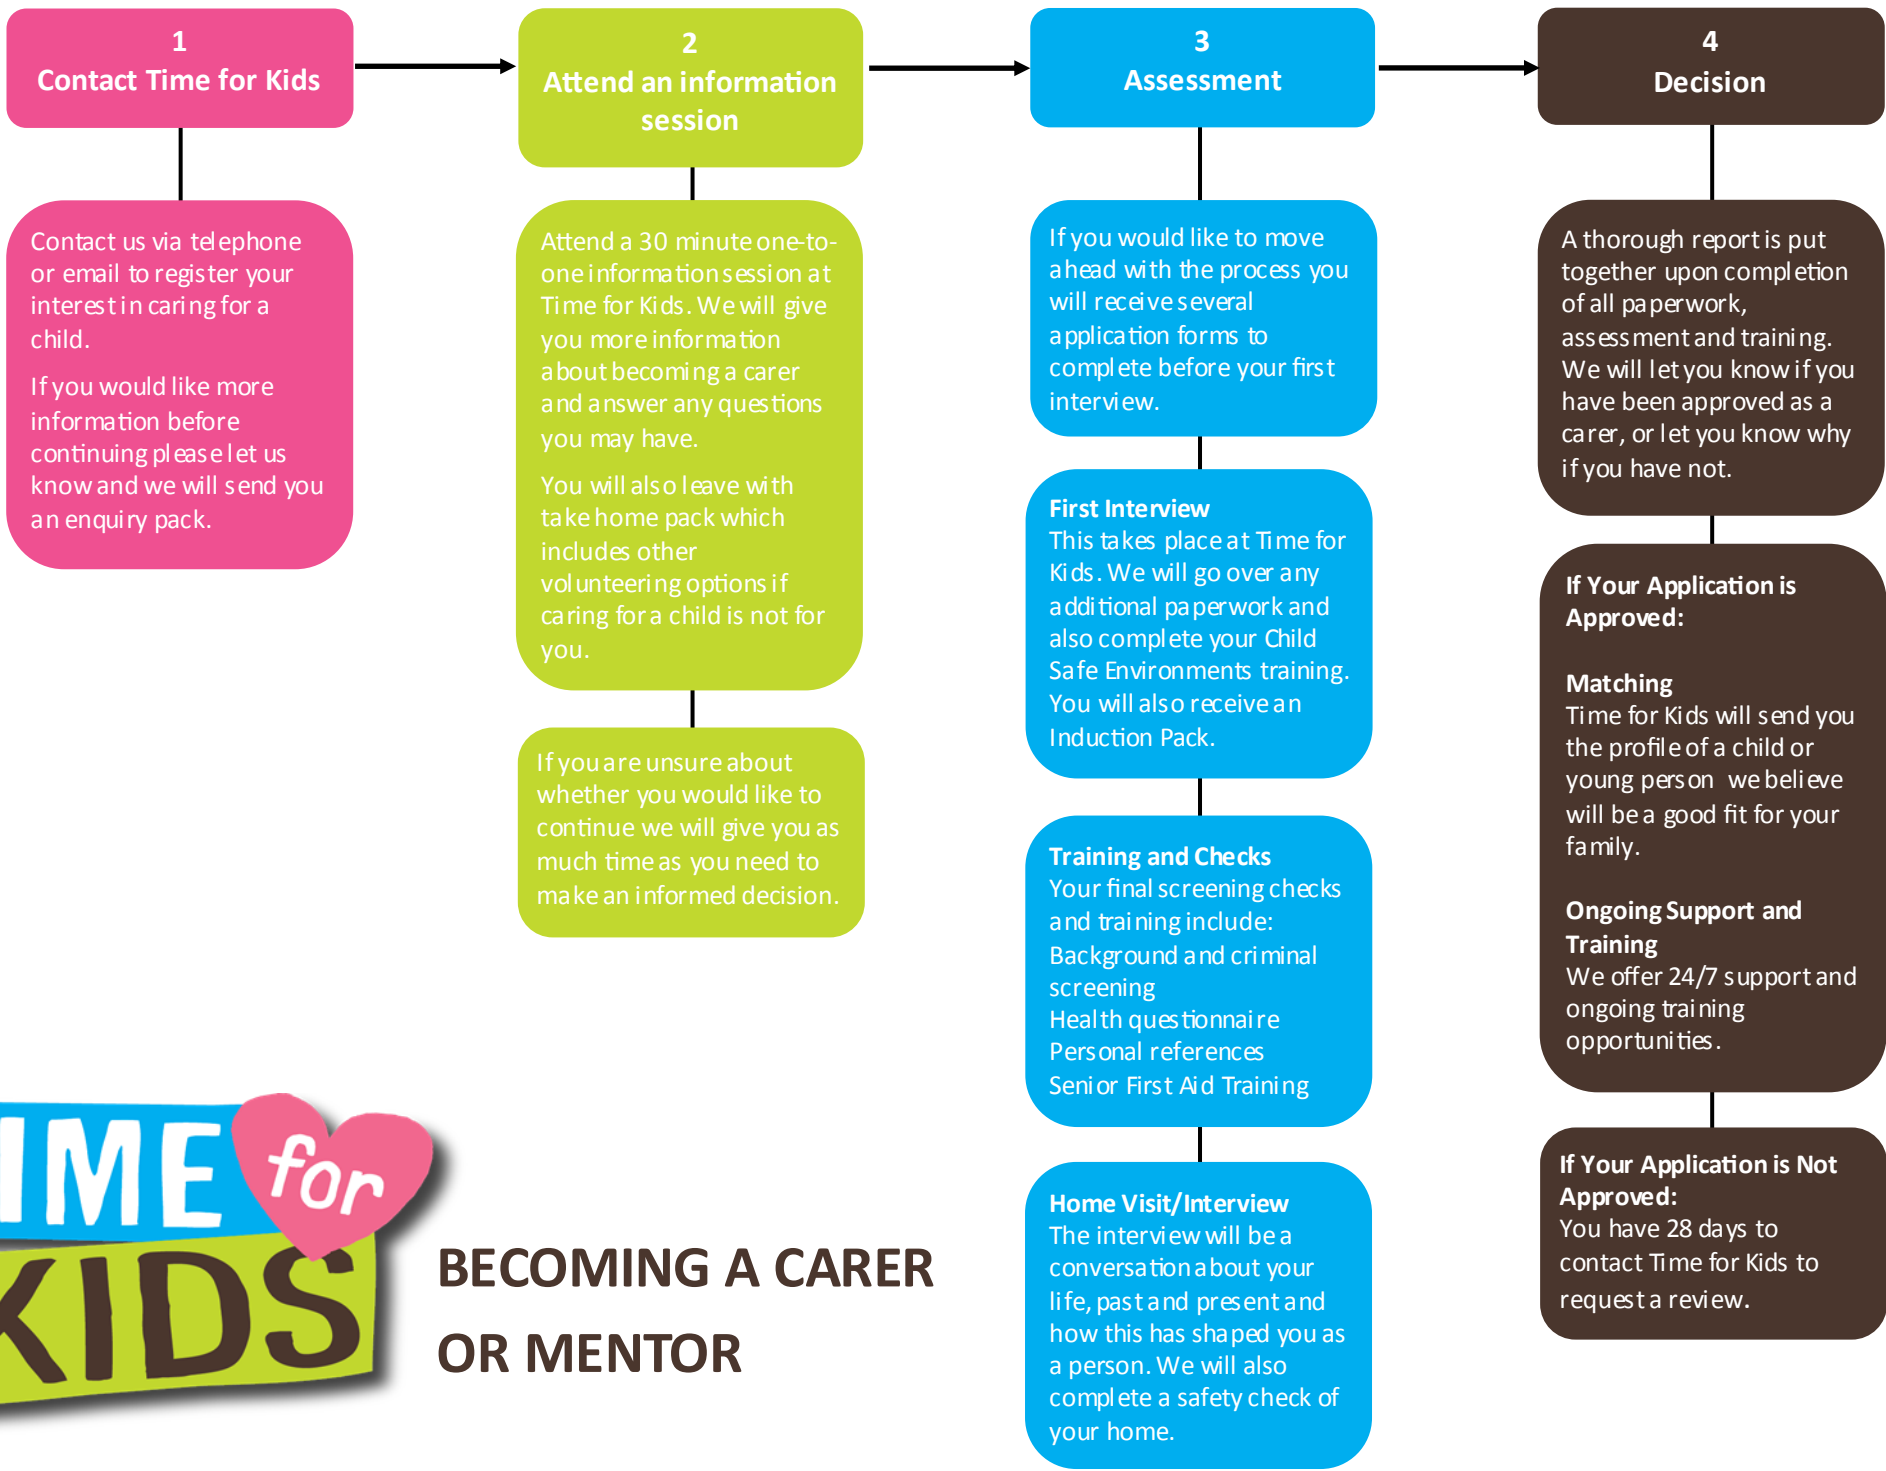 1
Contact Time for Kids
Contact us via telephone
or email to register your
interest in caring for a
child.
If you would like more
information before
continuing please let us
know and we will send you
an enquiry pack.
2
Attend an information
session
Attend a 30 minute one-to-
one information session at
Time for Kids. We will give
you more information
about becoming a carer
and answer any questions
you may have.
You will also leave with
take home pack which
includes other
volunteering options if
caring for a child is not for
you.
If you are unsure about
whether you would like to
continue we will give you as
much time as you need to
make an informed decision.
3
Assessment
If you would like to move
ahead with the process you
will receive several
application forms to
complete before your first
interview.
First Interview
This takes place at Time for
Kids. We will go over any
additional paperwork and
also complete your Child
Safe Environments training.
You will also receive an
Induction Pack.
Training and Checks
Your final screening checks
and training include:
Background and criminal
screening
Health questionnaire
Personal references
Senior First Aid Training
Home Visit/Interview
The interview will be a
conversation about your
life, past and present and
how this has shaped you as
a person. We will also
complete a safety check of
your home.
4
Decision
A thorough report is put
together upon completion
of all paperwork,
assessment and training.
We will let you know if you
have been approved as a
carer, or let you know why
if you have not.
If Your Application is
Approved:
Matching
Time for Kids will send you
the profile of a child or
young person we believe
will be a good fit for your
family.
Ongoing Support and
Training
We offer 24/7 support and
ongoing training
opportunities.
If Your Application is Not
Approved:
You have 28 days to
contact Time for Kids to
request a review.
IME for
KIDS
BECOMING A CARER
OR MENTOR